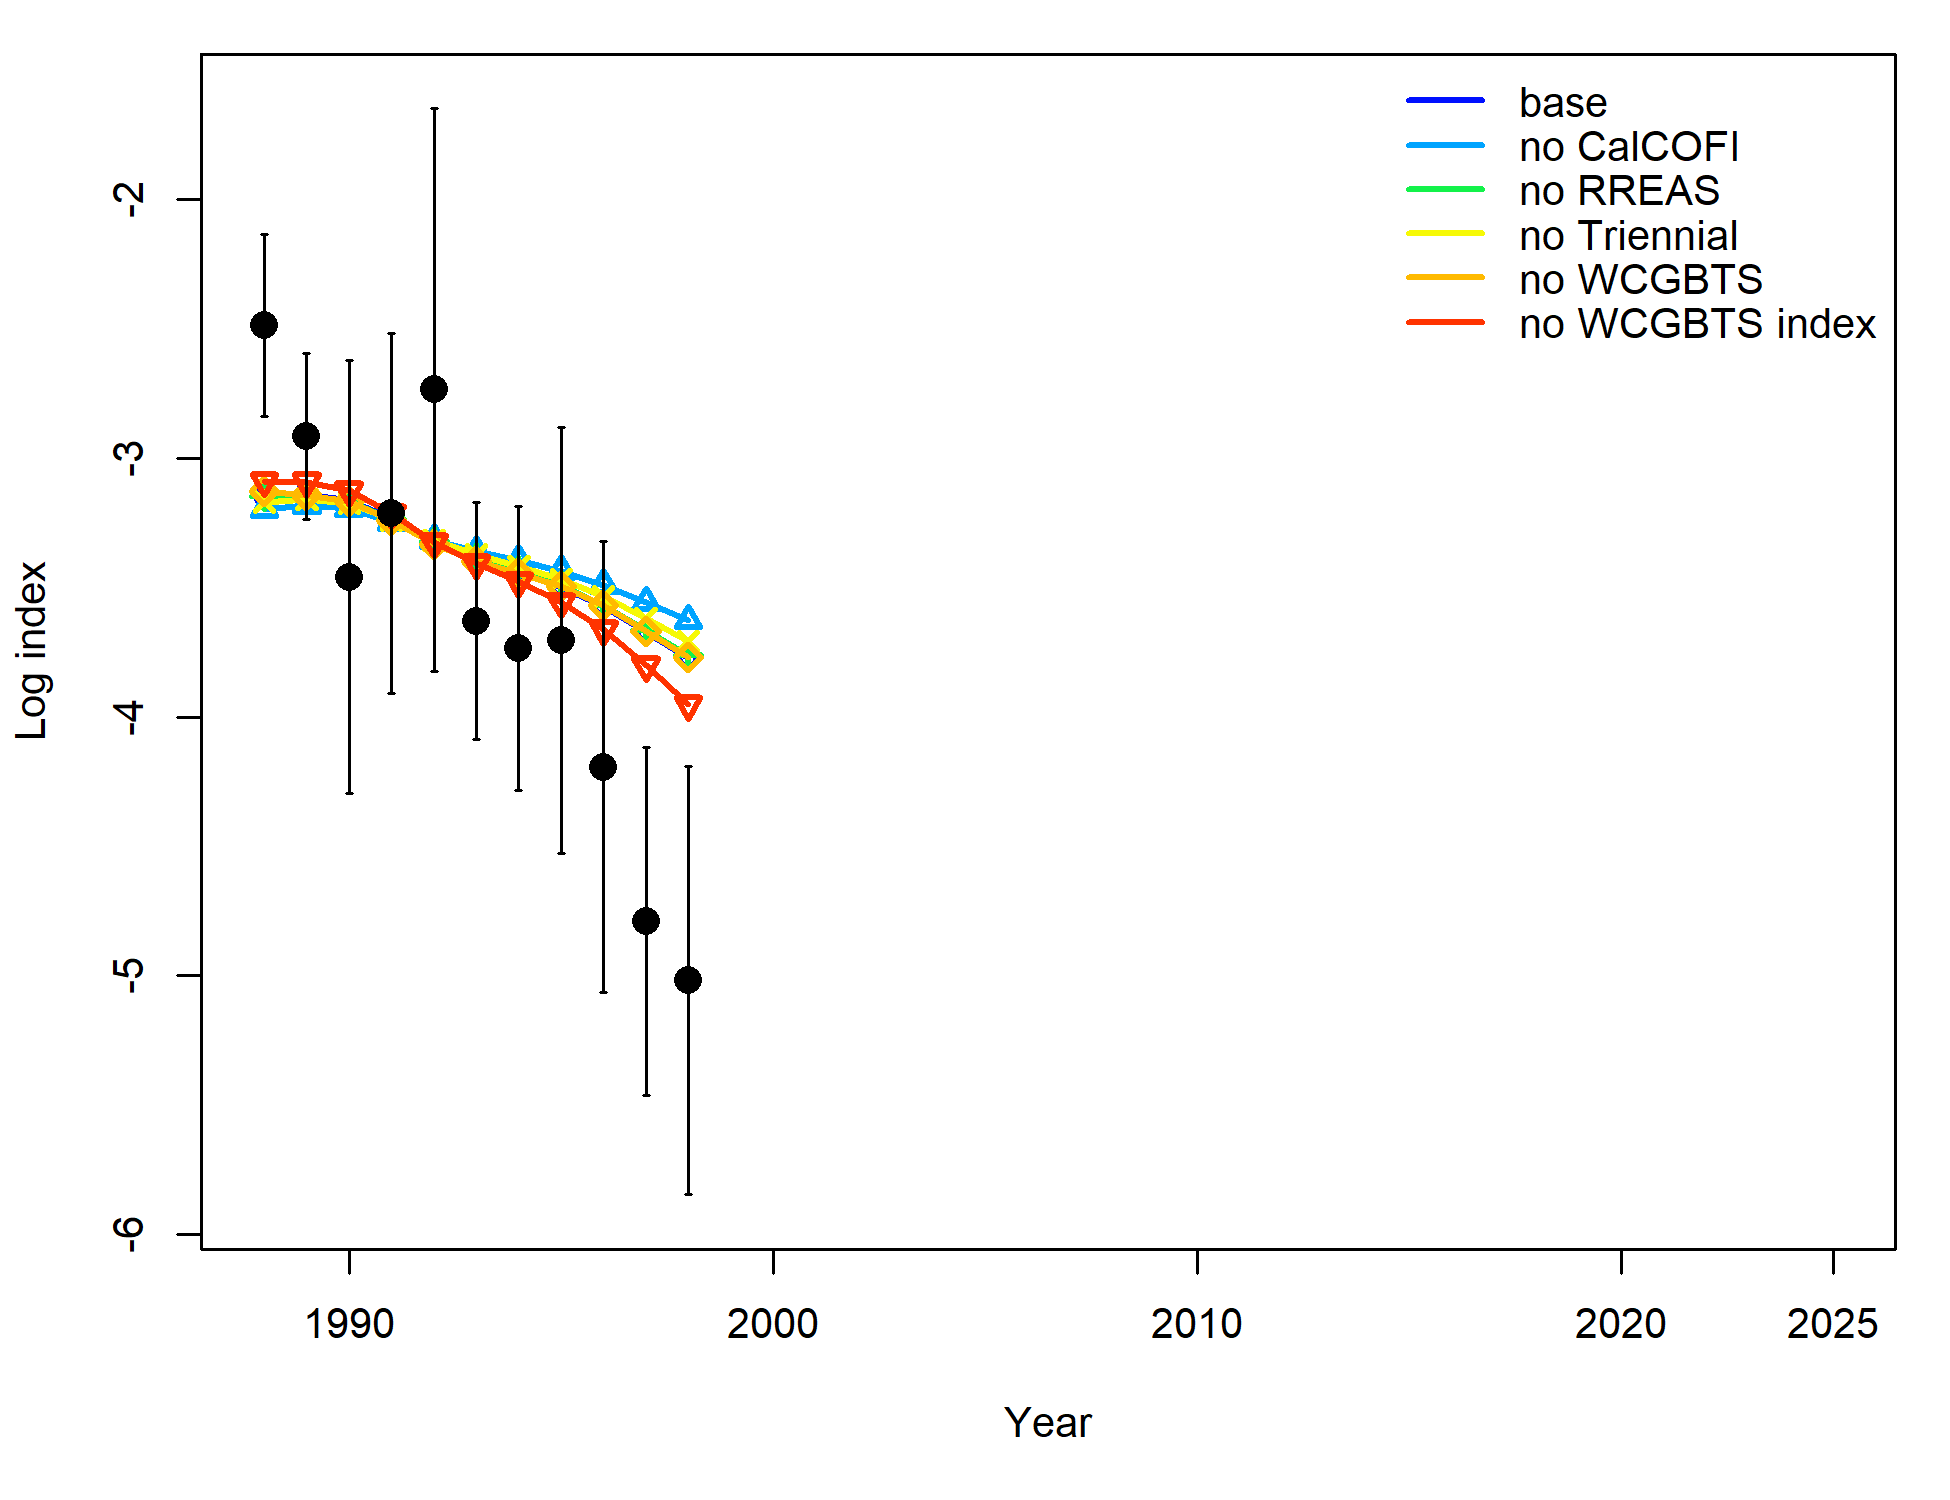 base
no CalCOFI
no RREAS
no Triennial
no WCGBTS
no WCGBTS index
Log index
-2
-3
-4
-5
-6
1990 2000 2010 2020 2025
Year